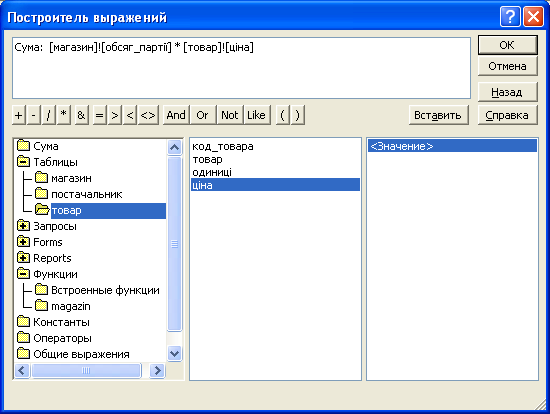 Построитель выражений
Сума: [магазин]![обсяг_партії] * [товар]![ціна]
OK
Отмена
Назад
+ - / * & = > < <> And Or Not Like ( )
Вставить
Справка
Сума
Таблицы
магазин
постачальник
товар
Запросы
Forms
Reports
Функции
Встроенные функции
magazin
Константы
Операторы
Общие выражения
код_товара
товар
одиниці
ціна
<Значение>